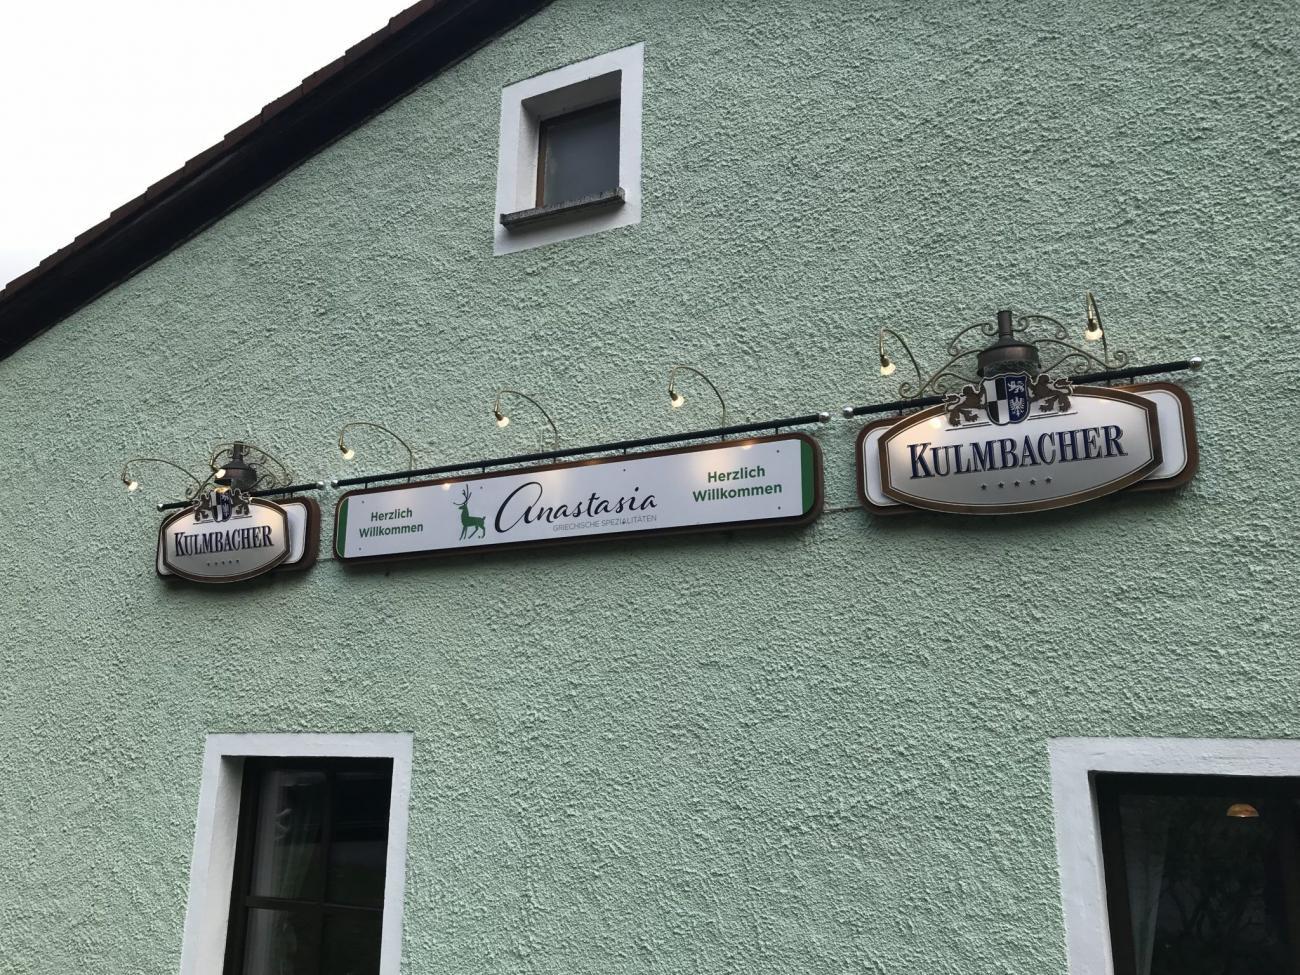 KULMBACHER
Herzlich
Willkommen
Anastasia
GRIECHISCHE SPEZIALITÄTEN
Herzlich
Willkommen
KULMBACHER